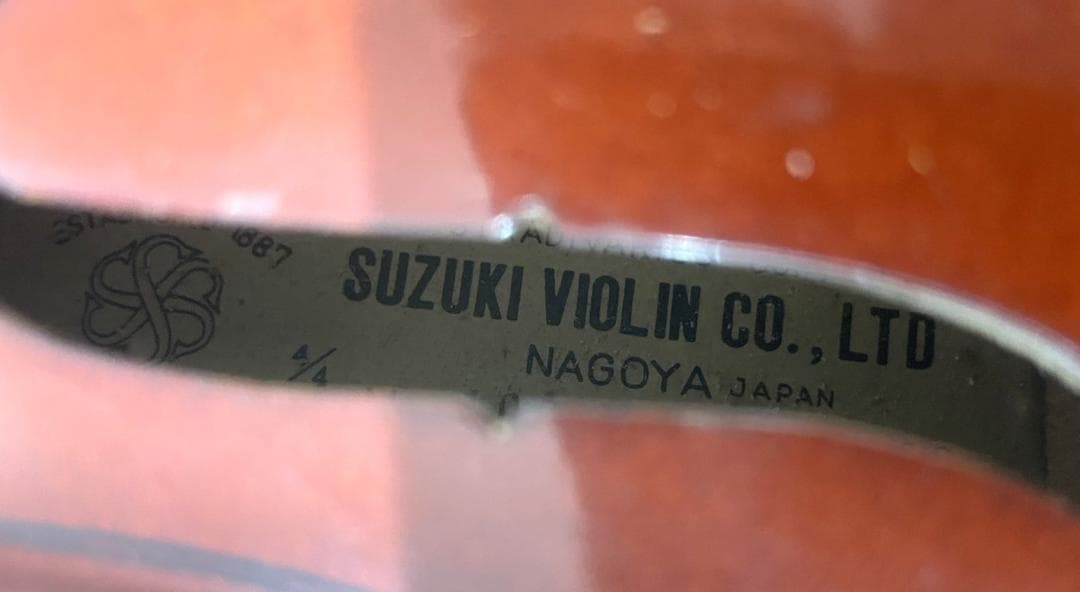 1887
SUZUKI VIOLIN CO., LTD
4/4
NAGOYA JAPAN